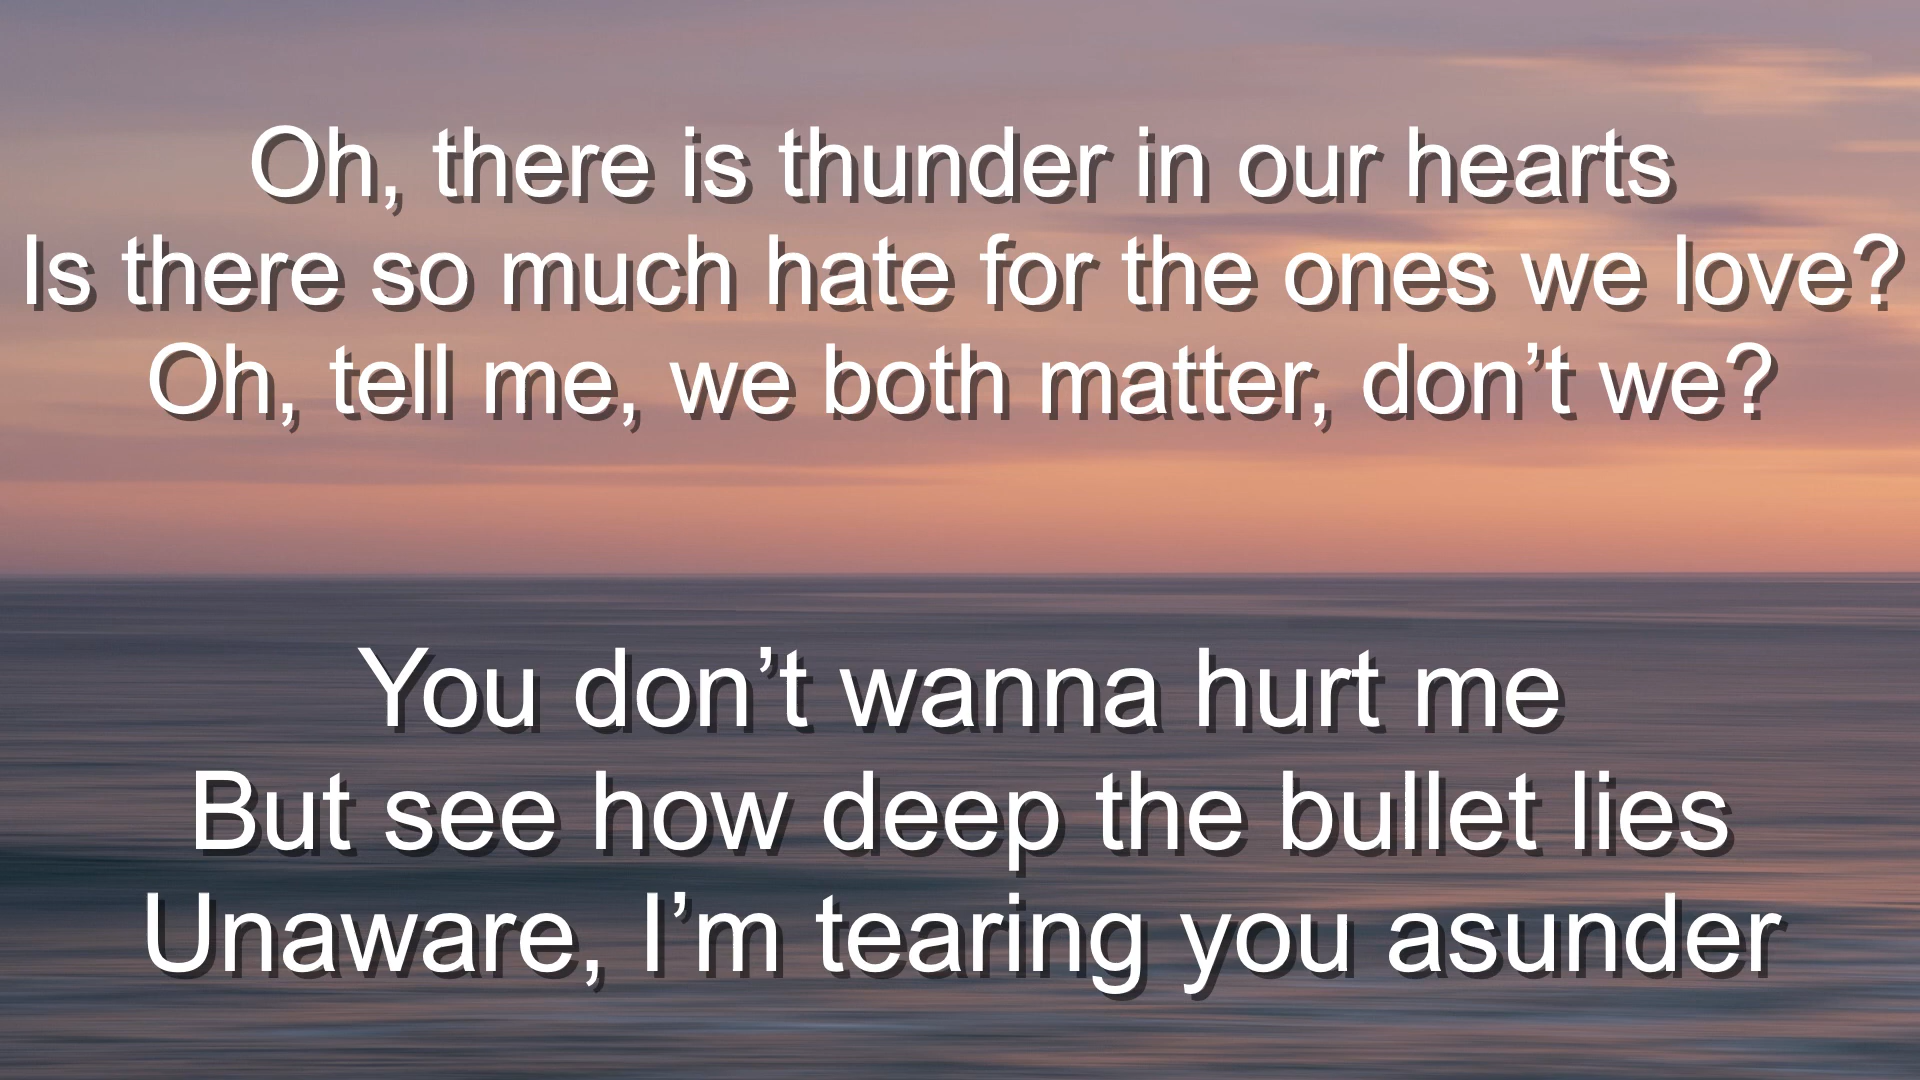 Oh, there is thunder in our hearts
Is there so much hate for the ones we love?
Oh, tell me, we both matter, don’t we?
You don’t wanna hurt me
But see how deep the bullet lies
Unaware, I’m tearing you asunder